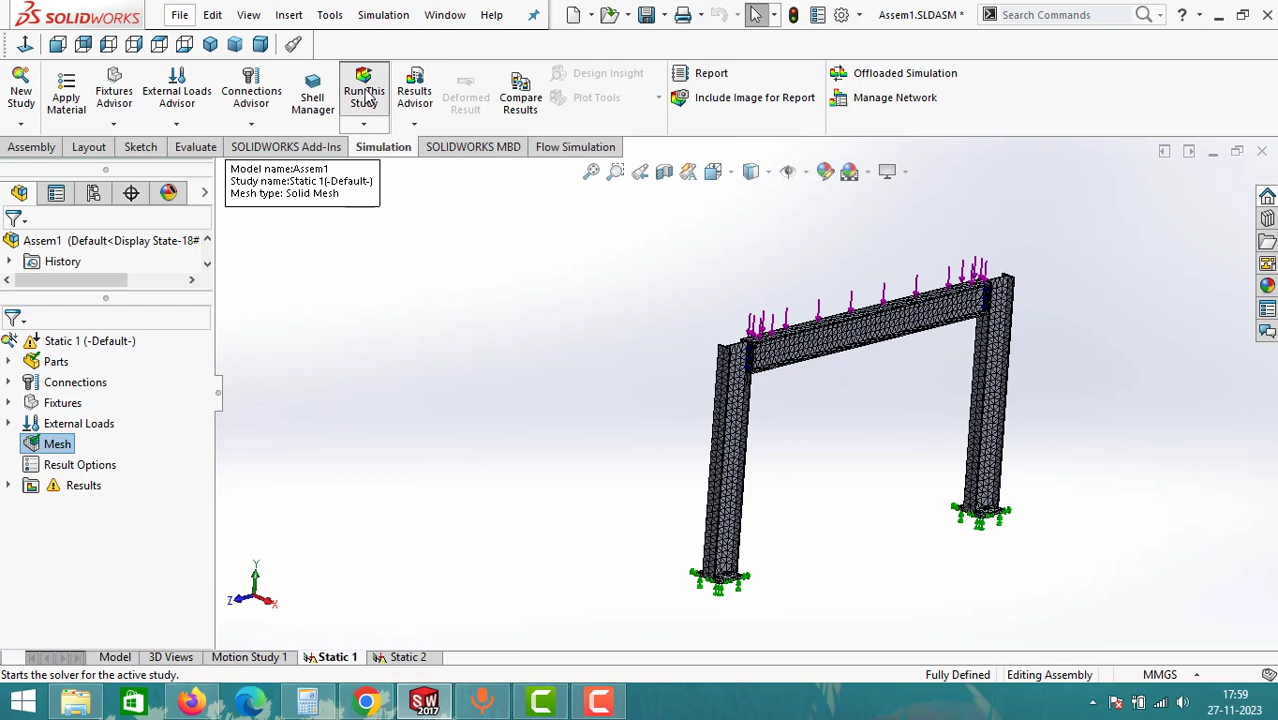 SOLIDWORKS File Edit View Insert Tools Simulation Window Help Assem1.SLDASM * Search Commands ?
New Study
Apply Material
Fixtures Advisor
External Loads Advisor
Connections Advisor
Shell Manager
Run This Study
Results Advisor
Deformed Result
Compare Results
Design Insight
Plot Tools
Report
Include Image for Report
Offloaded Simulation
Manage Network
Assembly Layout Sketch Evaluate SOLIDWORKS Add-Ins Simulation SOLIDWORKS MBD Flow Simulation
Model name:Assem1
Study name:Static 1(-Default-)
Mesh type: Solid Mesh
Assem1 (Default<Display State-18#
History
Static 1 (-Default-)
Parts
Connections
Fixtures
External Loads
Mesh
Result Options
Results
Y
Z
X
Model 3D Views Motion Study 1 Static 1 Static 2
Starts the solver for the active study. Fully Defined Editing Assembly MMGS
SW
2017
17:59
27-11-2023